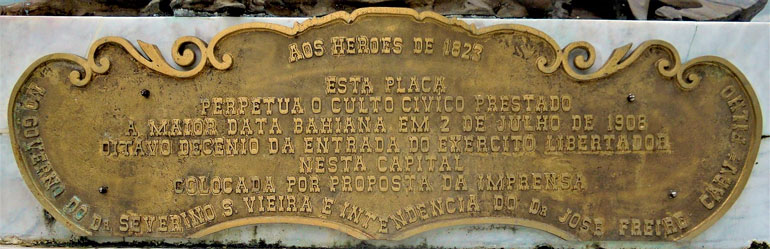 AOS HEROES DE 1823
ESTA PLACA
PERPETUA O CULTO CIVICO PRESTADO
A MAIOR DATA BAHIANA EM 2 DE JULHO DE 1903
OITAVO DECENIO DA ENTRADA DO EXERCITO LIBERTADOR
NESTA CAPITAL
COLOCADA POR PROPOSTA DA IMPRENSA
NO GOVERNO DO Dr SEVERINO S. VIEIRA E INTENDENCIA DO Dr JOSE FREIRE CARVALHO